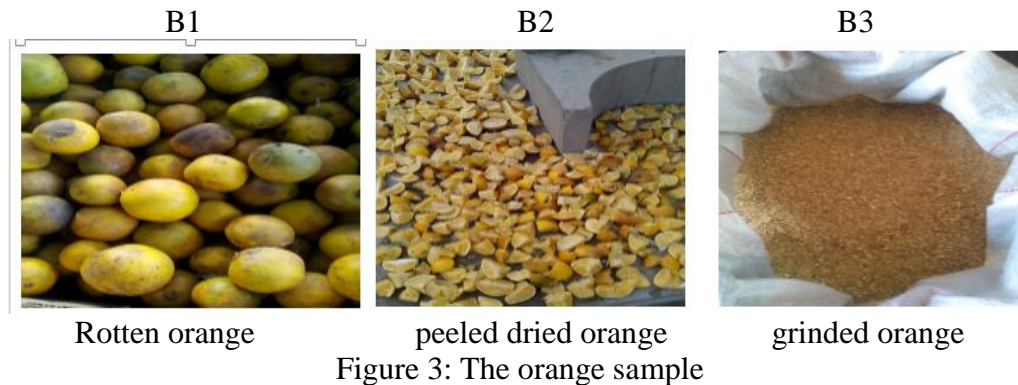 B1 B2 B3
Rotten orange peeled dried orange grinded orange
Figure 3: The orange sample